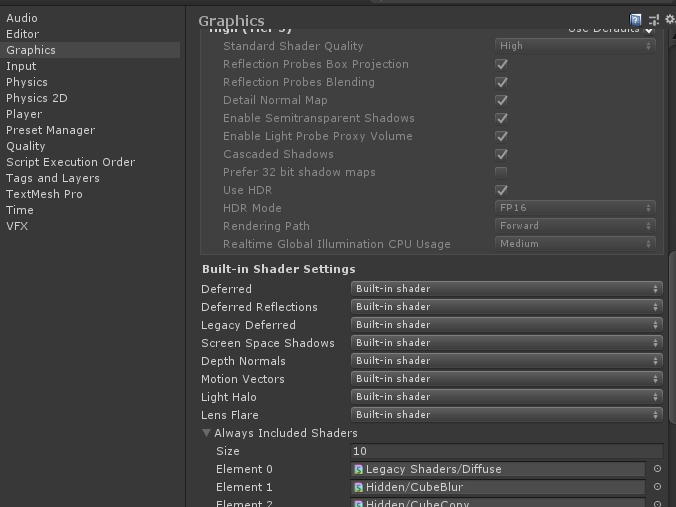 Audio
Editor
Graphics
Input
Physics
Physics 2D
Player
Preset Manager
Quality
Script Execution Order
Tags and Layers
TextMesh Pro
Time
VFX
Graphics
High (Tier 3) Use Defaults
Standard Shader Quality High
Reflection Probes Box Projection
Reflection Probes Blending
Detail Normal Map
Enable Semitransparent Shadows
Enable Light Probe Proxy Volume
Cascaded Shadows
Prefer 32 bit shadow maps
Use HDR
HDR Mode FP16
Rendering Path Forward
Realtime Global Illumination CPU Usage Medium
Built-in Shader Settings
Deferred Built-in shader
Deferred Reflections Built-in shader
Legacy Deferred Built-in shader
Screen Space Shadows Built-in shader
Depth Normals Built-in shader
Motion Vectors Built-in shader
Light Halo Built-in shader
Lens Flare Built-in shader
Always Included Shaders
Size 10
Element 0 Legacy Shaders/Diffuse
Element 1 Hidden/CubeBlur
Element 2 Hidden/CubeCopy